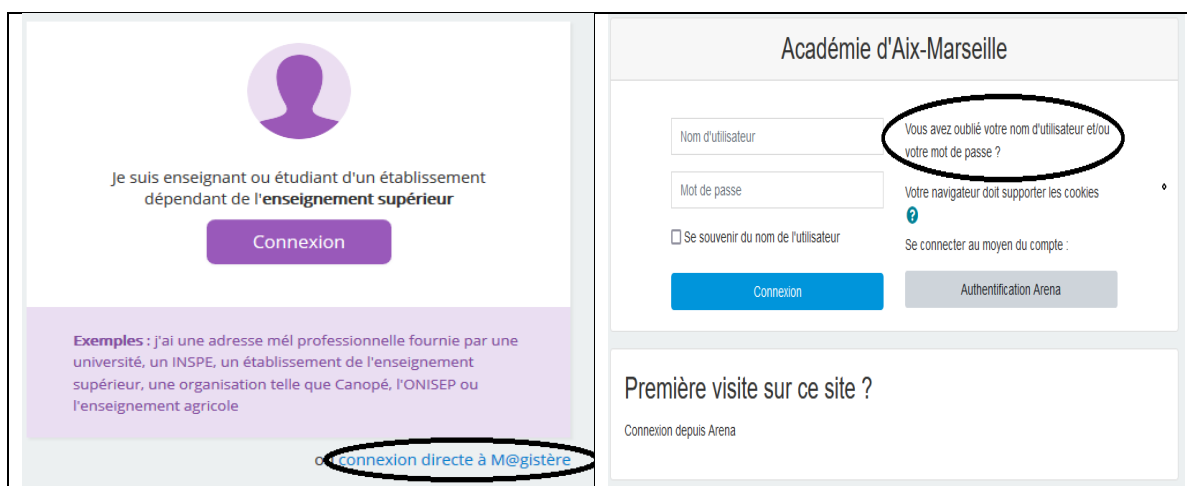 Je suis enseignant ou étudiant d'un établissement
dépendant de l'enseignement supérieur
Connexion
Exemples : j'ai une adresse mél professionnelle fournie par une
université, un INSPE, un établissement de l'enseignement
supérieur, une organisation telle que Canopé, l'ONISEP ou
l'enseignement agricole
connexion directe à M@gistère
Académie d'Aix-Marseille
Nom d'utilisateur
Vous avez oublié votre nom d'utilisateur et/ou
votre mot de passe ?
Mot de passe
Votre navigateur doit supporter les cookies
?
Se souvenir du nom de l'utilisateur
Se connecter au moyen du compte :
Connexion
Authentification Arena
Première visite sur ce site ?
Connexion depuis Arena